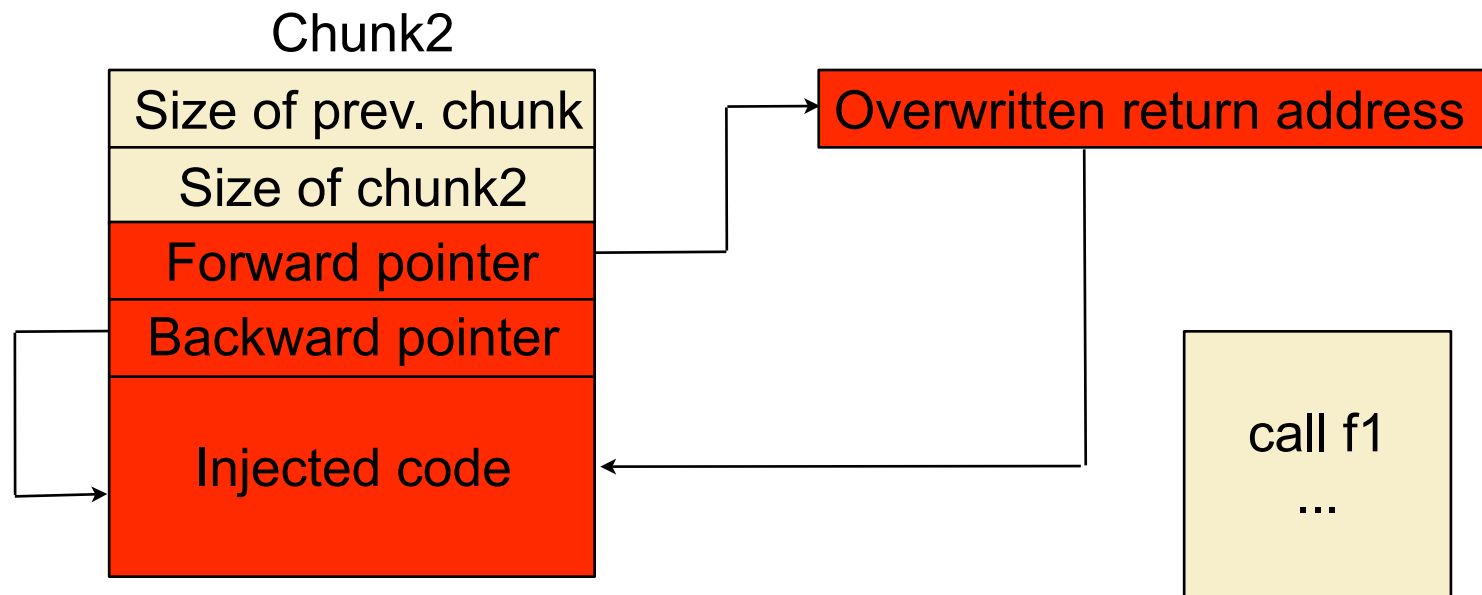 Chunk2
Size of prev. chunk
Size of chunk2
Forward pointer
Backward pointer
Injected code
Overwritten return address
call f1
...